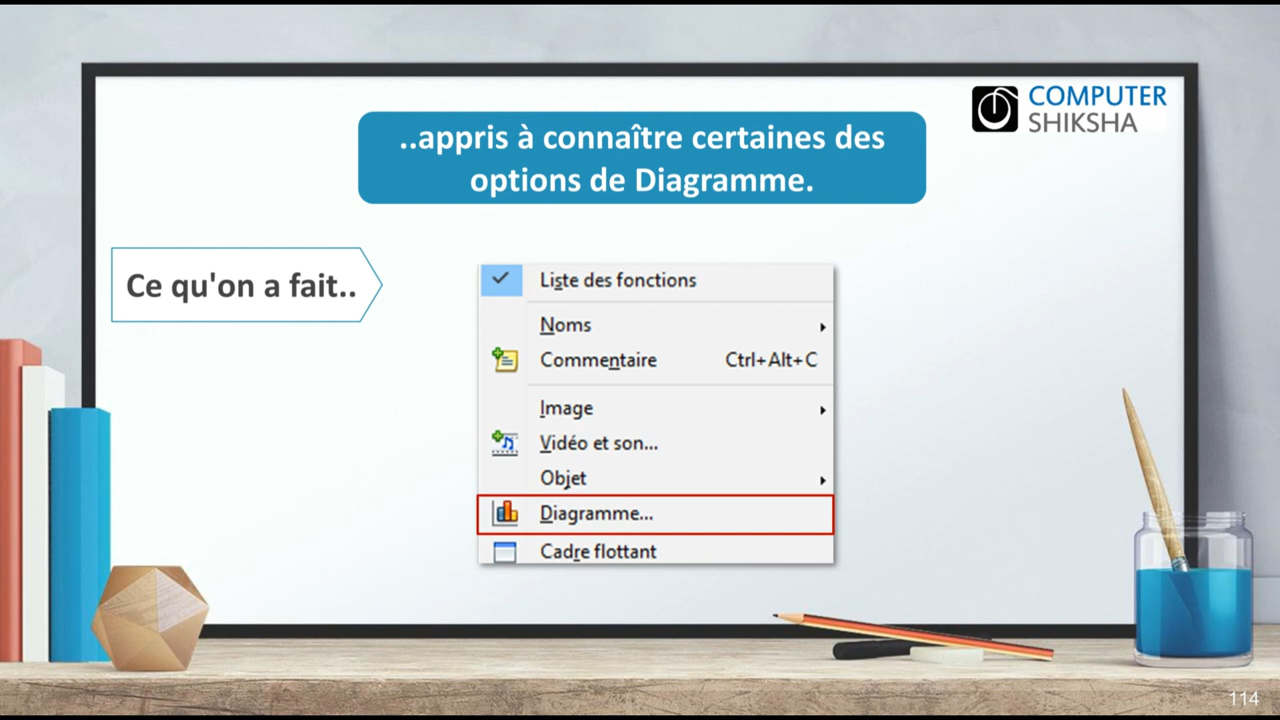 COMPUTER
SHIKSHA
..appris à connaître certaines des
options de Diagramme.
Ce qu'on a fait..
Liste des fonctions
Noms
Commentaire Ctrl+Alt+C
Image
Vidéo et son...
Objet
Diagramme...
Cadre flottant
114